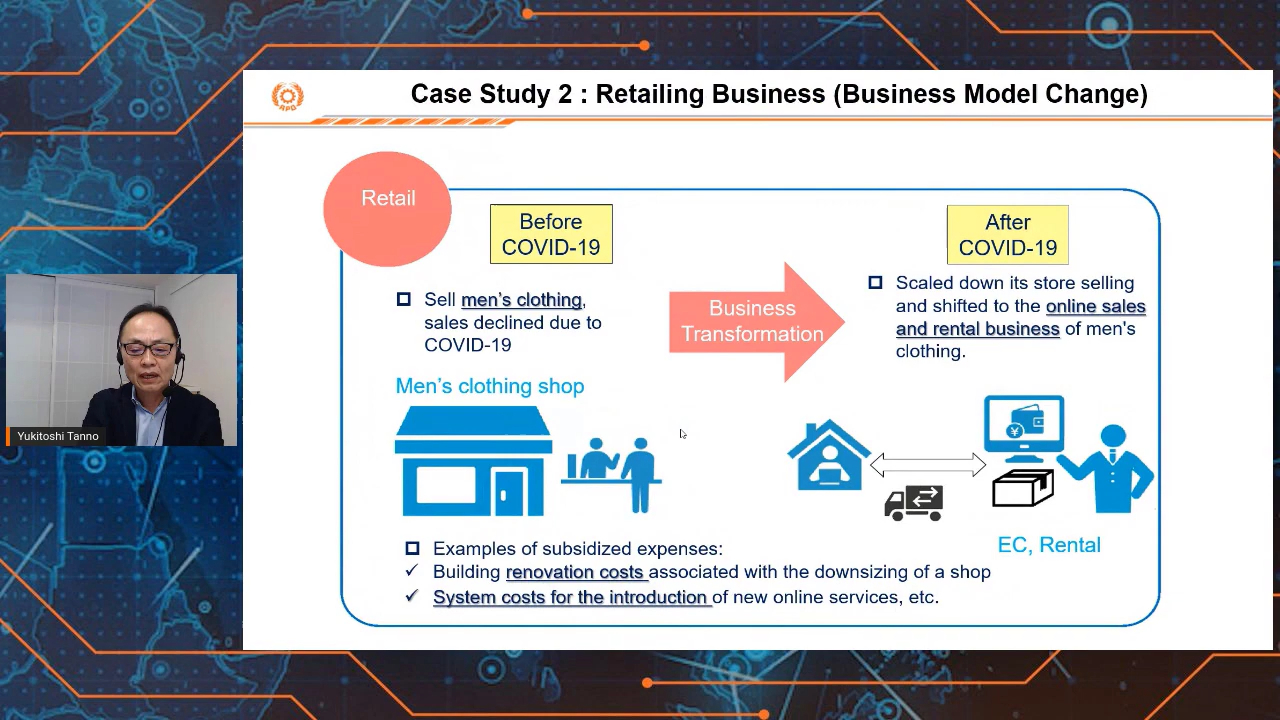 APO
Case Study 2 : Retailing Business (Business Model Change)
Retail
Before
COVID-19
After
COVID-19
Sell men's clothing,
sales declined due to
COVID-19
Business
Transformation
Scaled down its store selling
and shifted to the online sales
and rental business of men's
clothing.
Men's clothing shop
¥
EC, Rental
Examples of subsidized expenses:
✓ Building renovation costs associated with the downsizing of a shop
✓ System costs for the introduction of new online services, etc.
Yukitoshi Tanno